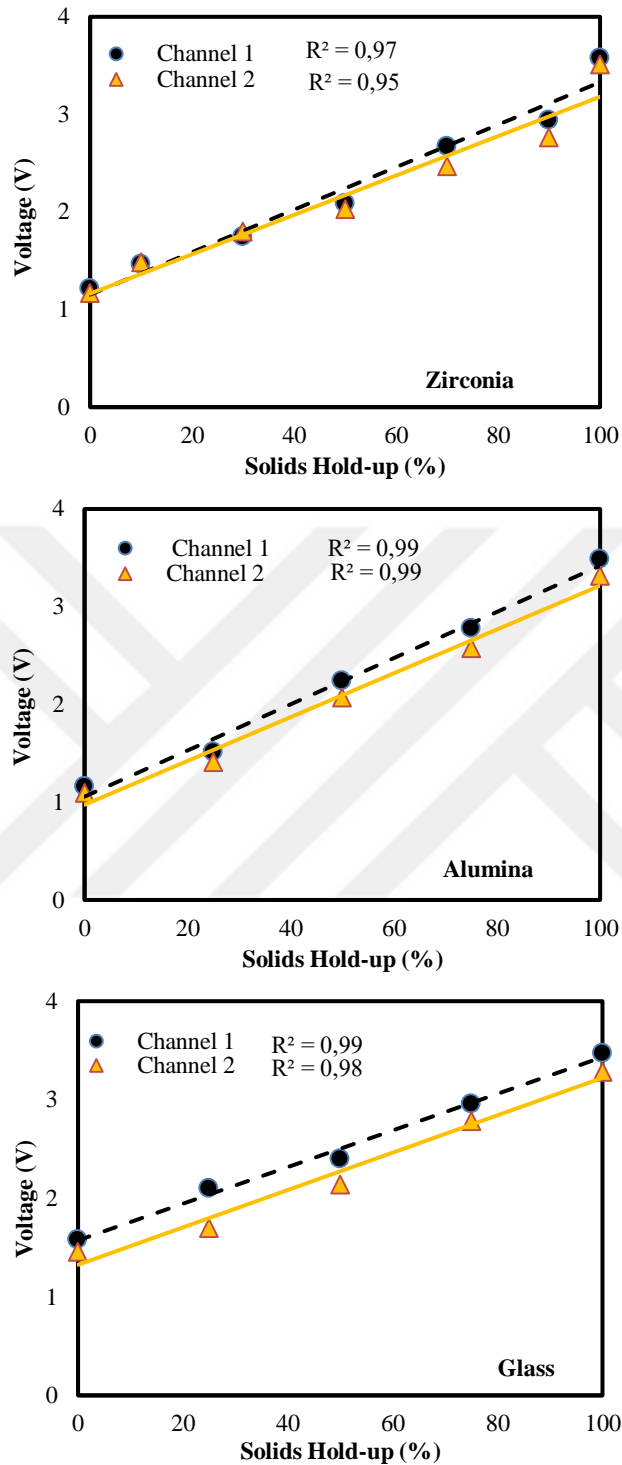 4
Channel 1 R² = 0,97
Channel 2 R² = 0,95
3
Voltage (V)
2
1
Zirconia
0
0 20 40 60 80 100
Solids Hold-up (%)
4
Channel 1 R² = 0,99
Channel 2 R² = 0,99
3
Voltage (V)
2
1
Alumina
0
0 20 40 60 80 100
Solids Hold-up (%)
4
Channel 1 R² = 0,99
Channel 2 R² = 0,98
3
Voltage (V)
2
1
Glass
0
0 20 40 60 80 100
Solids Hold-up (%)